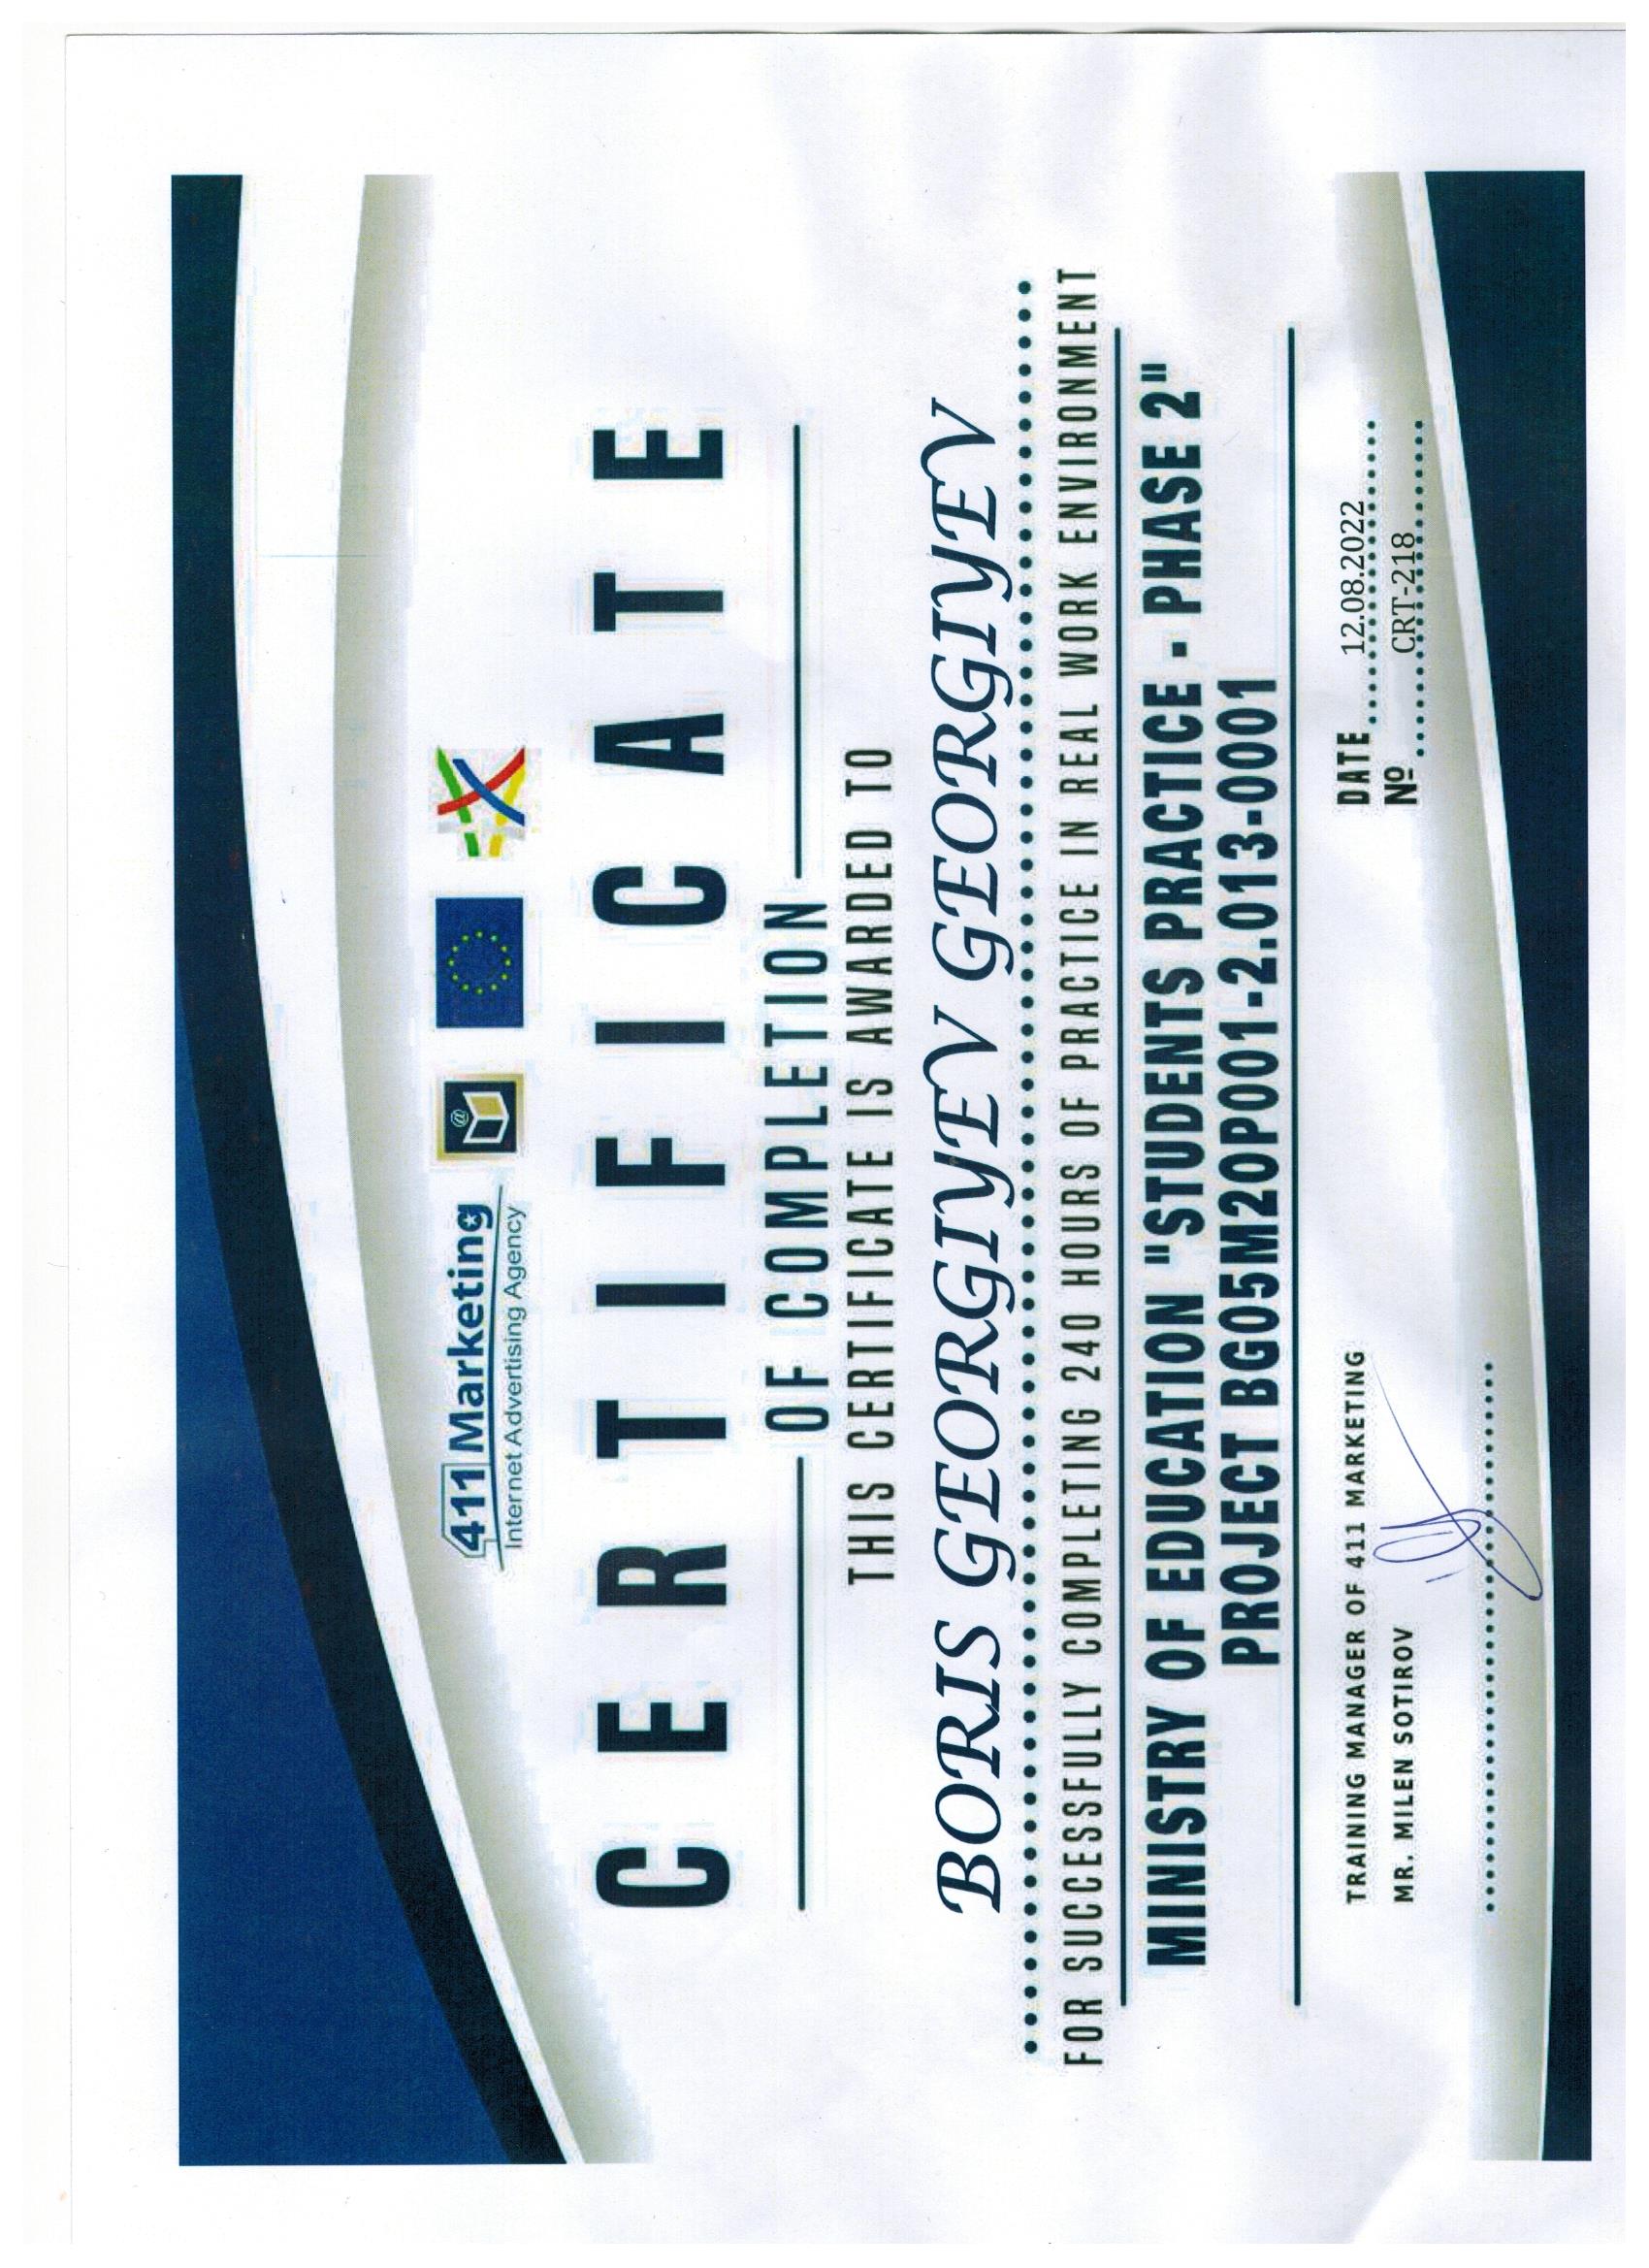 411 Marketing
Internet Advertising Agency
@
CERTIFICATE
OF COMPLETION
THIS CERTIFICATE IS AWARDED TO
BORIS GEORGIYEV GEORGIYEV
FOR SUCCESSFULLY COMPLETING 240 HOURS OF PRACTICE IN REAL WORK ENVIRONMENT
MINISTRY OF EDUCATION "STUDENTS PRACTICE - PHASE 2"
PROJECT BG05M2OP001-2.013-0001
TRAINING MANAGER OF 411 MARKETING
MR. MILEN SOTIROV
DATE 12.08.2022
Nº CRT-218